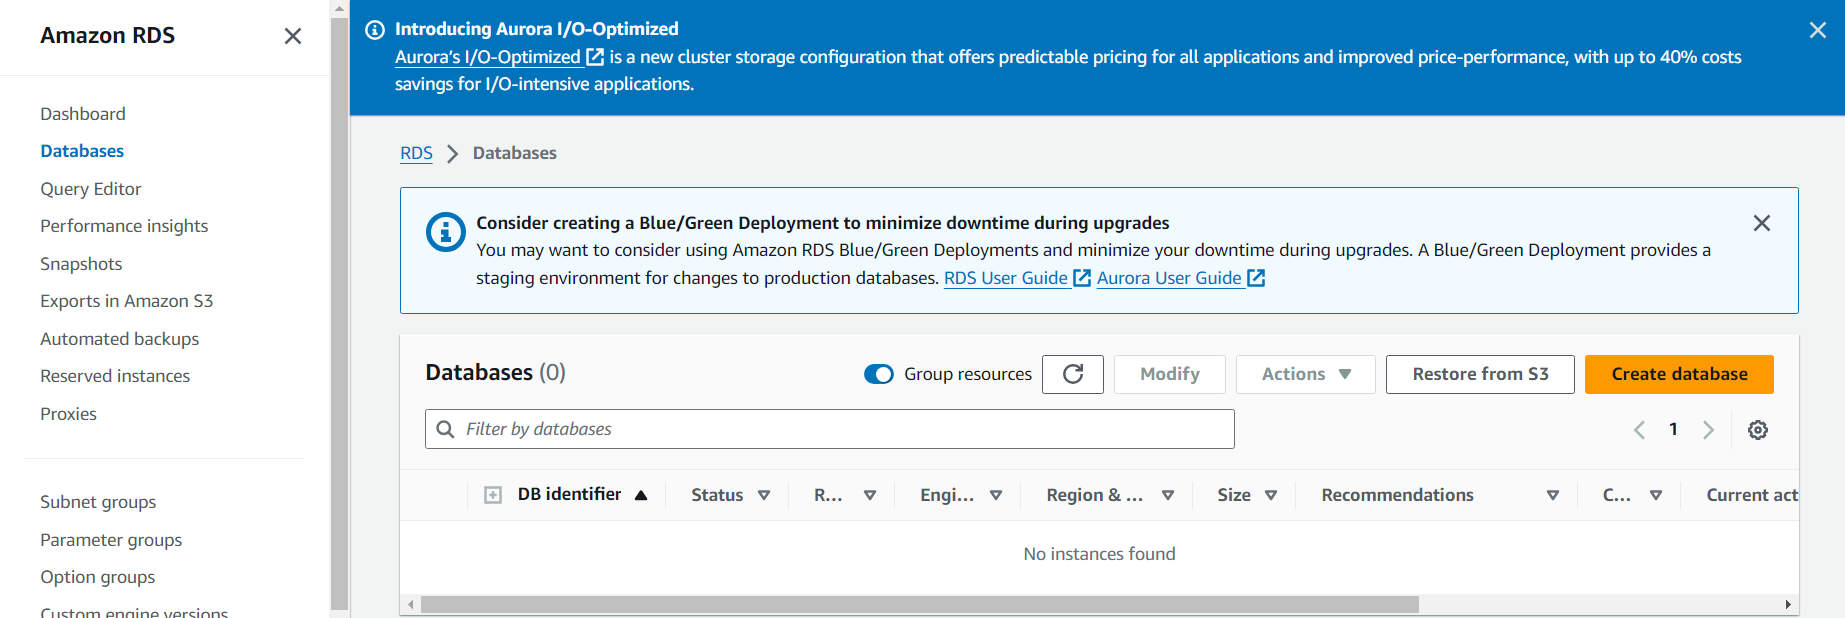 Amazon RDS
Dashboard
Databases
Query Editor
Performance insights
Snapshots
Exports in Amazon S3
Automated backups
Reserved instances
Proxies
Subnet groups
Parameter groups
Option groups
Custom engine versions
Introducing Aurora I/O-Optimized
Aurora's I/O-Optimized is a new cluster storage configuration that offers predictable pricing for all applications and improved price-performance, with up to 40% costs
savings for I/O-intensive applications.
RDS > Databases
Consider creating a Blue/Green Deployment to minimize downtime during upgrades
You may want to consider using Amazon RDS Blue/Green Deployments and minimize your downtime during upgrades. A Blue/Green Deployment provides a
staging environment for changes to production databases. RDS User Guide Aurora User Guide
Databases (0) Group resources Modify Actions Restore from S3 Create database
Filter by databases 1
DB identifier Status R... Engi... Region & ... Size Recommendations C... Current act
No instances found